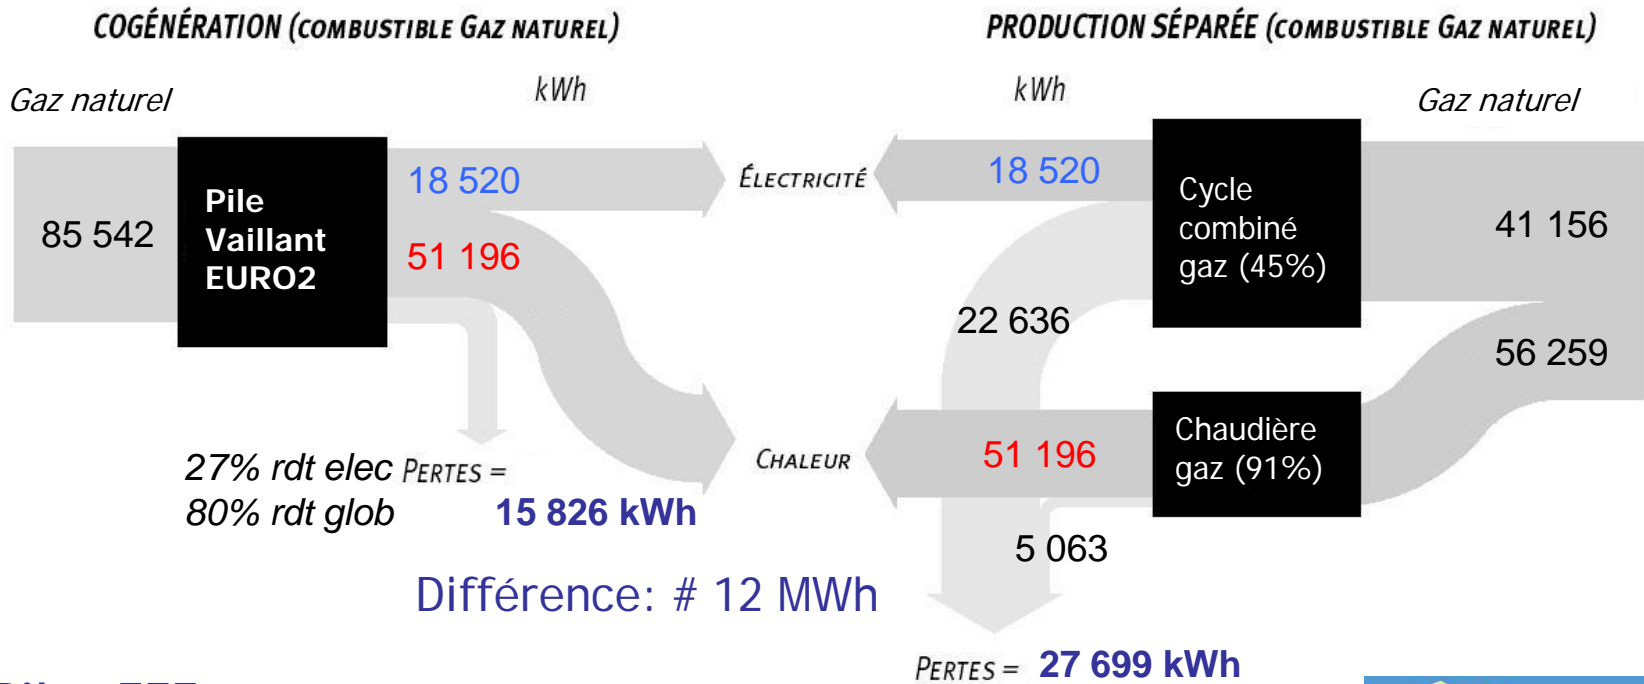 COGÉNÉRATION (COMBUSTIBLE GAZ NATUREL)
PRODUCTION SÉPARÉE (COMBUSTIBLE GAZ NATUREL)
Gaz naturel
kWh
kWh
Gaz naturel
85 542
Pile
Vaillant
EURO2
18 520
51 196
ÉLECTRICITÉ
18 520
Cycle
combiné
gaz (45%)
41 156
22 636
56 259
27% rdt elec
80% rdt glob
PERTES =
15 826 kWh
CHALEUR
51 196
Chaudière
gaz (91%)
5 063
Différence: # 12 MWh
PERTES = 27 699 kWh